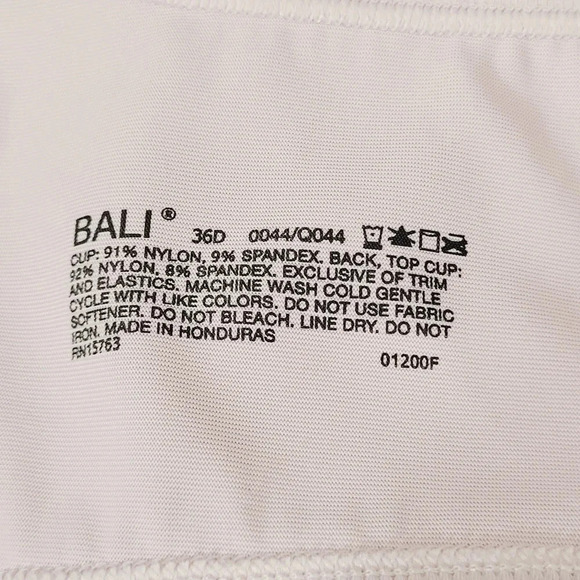 BALI® 36D 0044/Q044
CUP: 91% NYLON, 9% SPANDEX. BACK, TOP CUP:
92% NYLON, 8% SPANDEX. EXCLUSIVE OF TRIM
AND ELASTICS. MACHINE WASH COLD GENTLE
CYCLE WITH LIKE COLORS. DO NOT USE FABRIC
SOFTENER. DO NOT BLEACH. LINE DRY. DO NOT
IRON. MADE IN HONDURAS
RN15763 01200F